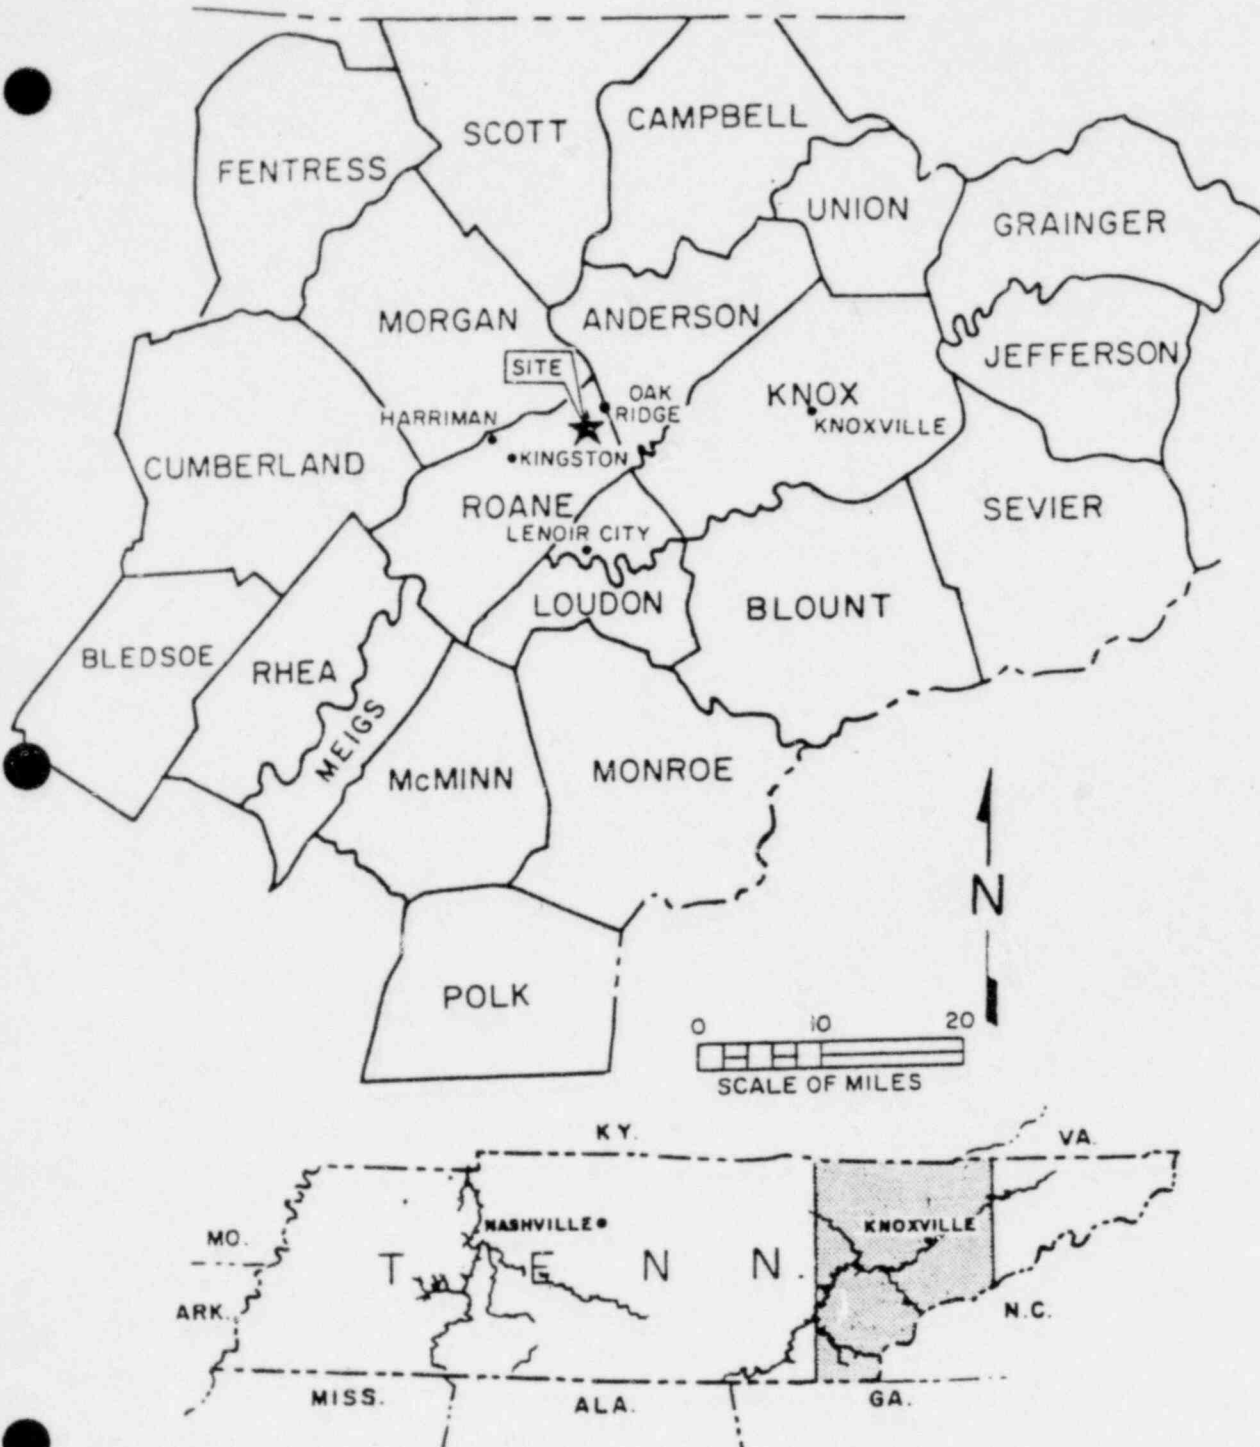 SCOTT
CAMPBELL
FENTRESS
UNION
GRAINGER
MORGAN
ANDERSON
JEFFERSON
SITE
OAK
RIDGE
KNOX
HARRIMAN
KNOXVILLE
CUMBERLAND
KINGSTON
ROANE
SEVIER
LENOIR CITY
LOUDON
BLOUNT
BLEDSOE
RHEA
MEIGS
McMINN
MONROE
N
POLK
0 10 20
SCALE OF MILES
KY.
VA.
NASHVILLE
KNOXVILLE
MO.
T E N N.
ARK.
N.C.
MISS.
ALA.
GA.